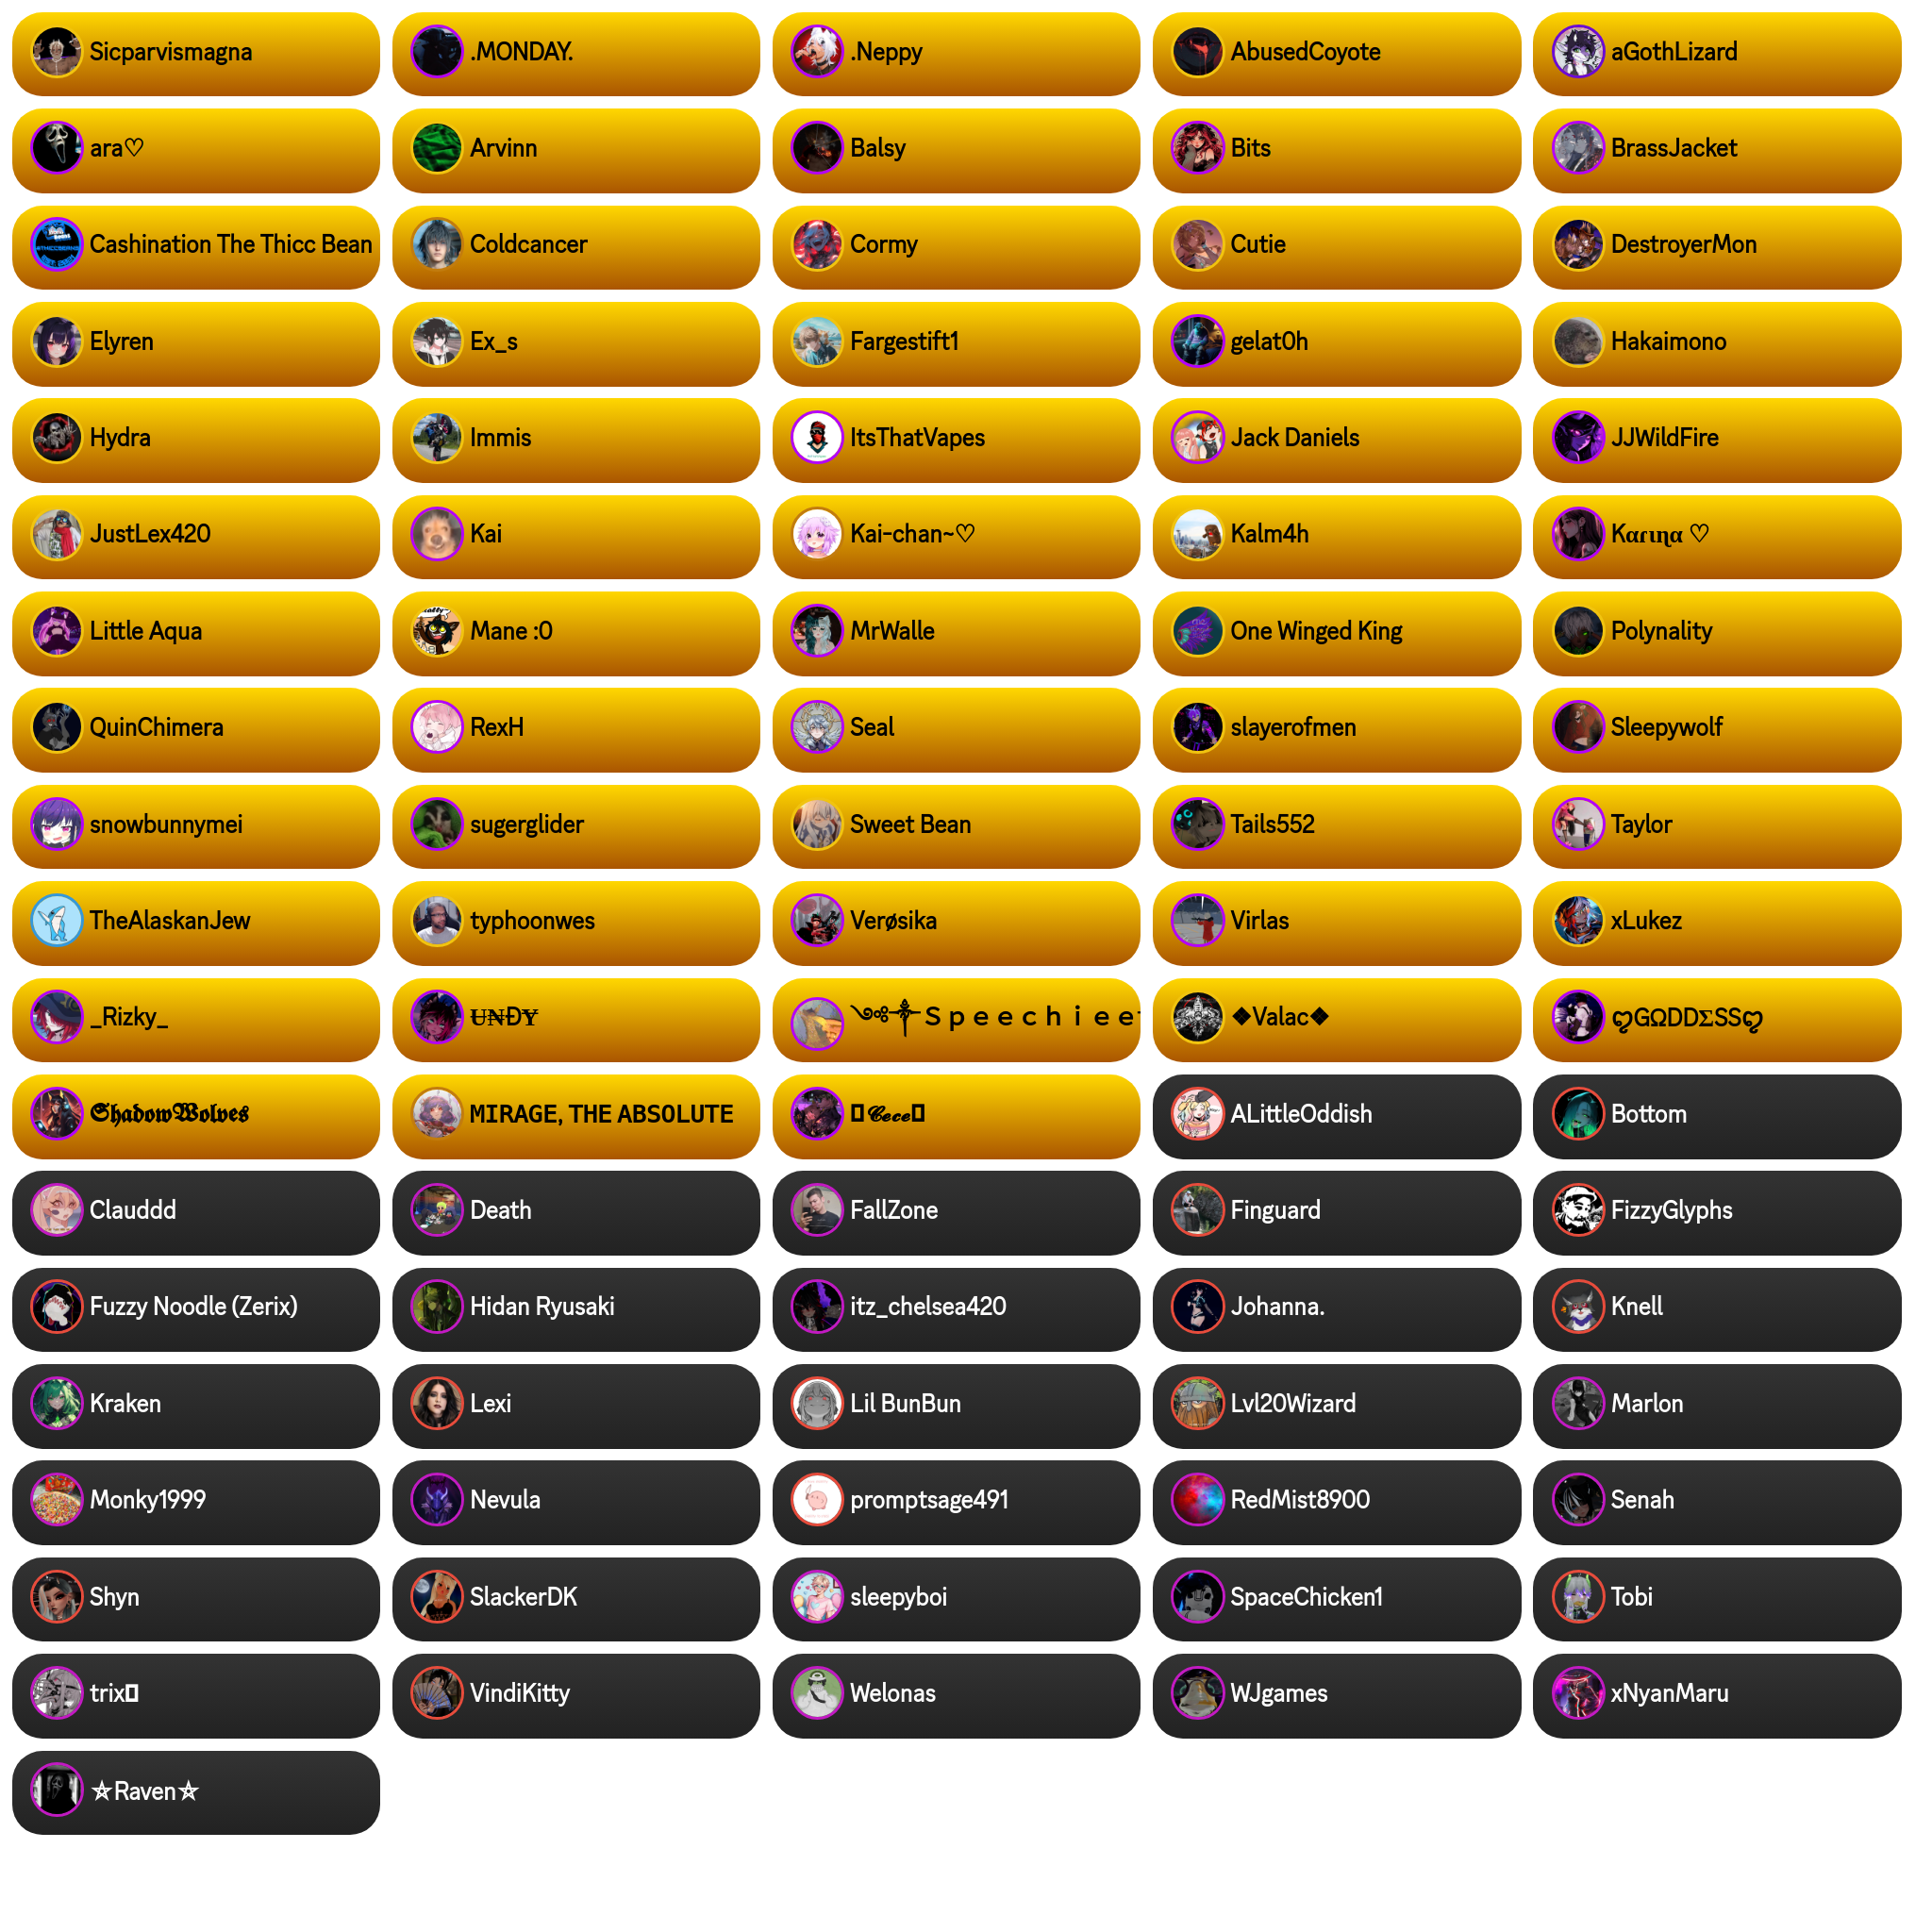 Sicparvismagna
.MONDAY.
.Neppy
AbusedCoyote
aGothLizard
ara♡
Arvinn
Balsy
Bits
BrassJacket
Cashination The Thicc Bean
Coldcancer
Cormy
Cutie
DestroyerMon
Elyren
Ex_s
Fargestift1
gelat0h
Hakaimono
Hydra
Immis
ItsThatVapes
Jack Daniels
JJWildFire
JustLex420
Kai
Kai-chan~♡
Kalm4h
Kαɾιɳα ♡
Little Aqua
Mane :0
MrWalle
One Winged King
Polynality
QuinChimera
RexH
Seal
slayerofmen
Sleepywolf
snowbunnymei
sugerglider
Sweet Bean
Tails552
Taylor
TheAlaskanJew
typhoonwes
Verøsika
Virlas
xLukez
_Rizky_
U̶N̶ĐY̶
༺༒Ｓｐｅｅｃｈｉｅｅ
❖Valac❖
ლGΩDDΣSSლ
𝕾𝖍𝖆𝖉𝖔𝖜𝖂𝖔𝖑𝖛𝖊𝖘
MIRAGE, THE ABSOLUTE
𝓒𝓮𝓬𝓮
ALittleOddish
Bottom
Clauddd
Death
FallZone
Finguard
FizzyGlyphs
Fuzzy Noodle (Zerix)
Hidan Ryusaki
itz_chelsea420
Johanna.
Knell
Kraken
Lexi
Lil BunBun
Lvl20Wizard
Marlon
Monky1999
Nevula
promptsage491
RedMist8900
Senah
Shyn
SlackerDK
sleepyboi
SpaceChicken1
Tobi
trix
VindiKitty
Welonas
WJgames
xNyanMaru
⛤Raven⛤